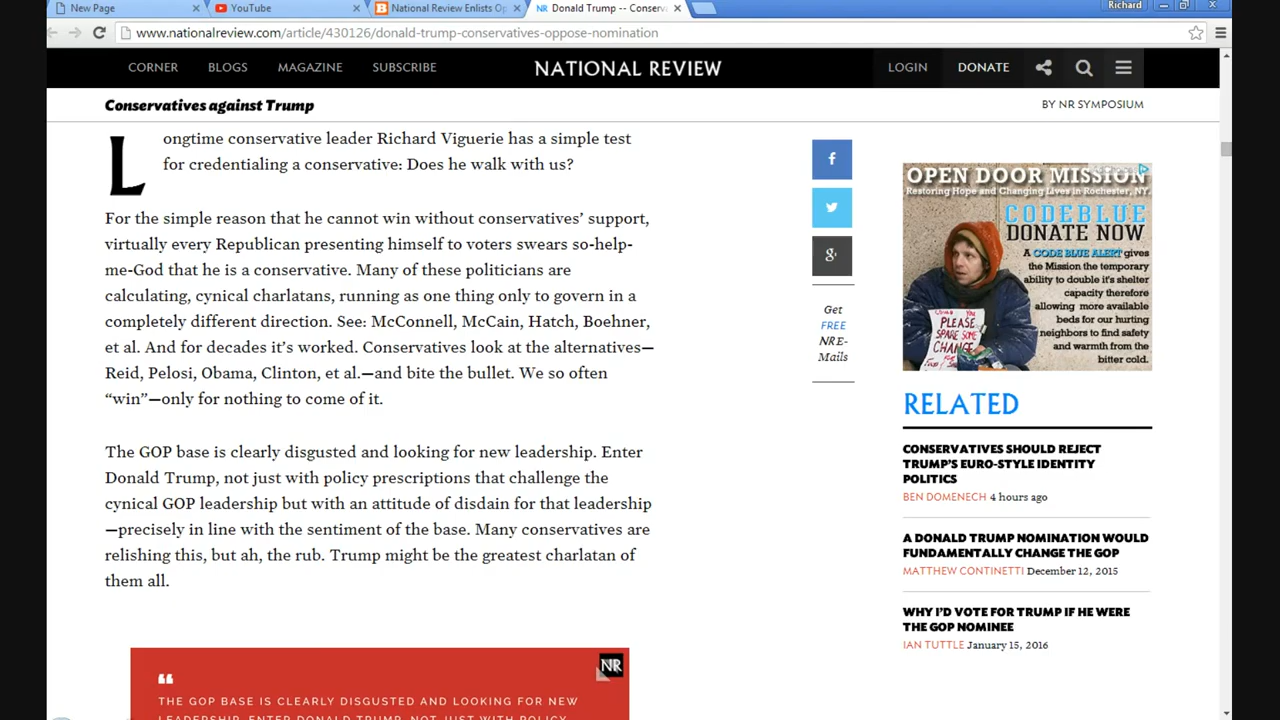 New Page
YouTube
National Review Enlists Op
NR Donald Trump -- Conserv
Richard
www.nationalreview.com/article/430126/donald-trump-conservatives-oppose-nomination
CORNER BLOGS MAGAZINE SUBSCRIBE
NATIONAL REVIEW
LOGIN DONATE
Conservatives against Trump
BY NR SYMPOSIUM
Longtime conservative leader Richard Viguerie has a simple test
for credentialing a conservative: Does he walk with us?
For the simple reason that he cannot win without conservatives’ support,
virtually every Republican presenting himself to voters swears so-help-
me-God that he is a conservative. Many of these politicians are
calculating, cynical charlatans, running as one thing only to govern in a
completely different direction. See: McConnell, McCain, Hatch, Boehner,
et al. And for decades it’s worked. Conservatives look at the alternatives—
Reid, Pelosi, Obama, Clinton, et al.—and bite the bullet. We so often
“win”—only for nothing to come of it.
The GOP base is clearly disgusted and looking for new leadership. Enter
Donald Trump, not just with policy prescriptions that challenge the
cynical GOP leadership but with an attitude of disdain for that leadership
—precisely in line with the sentiment of the base. Many conservatives are
relishing this, but ah, the rub. Trump might be the greatest charlatan of
them all.
NR
“
THE GOP BASE IS CLEARLY DISGUSTED AND LOOKING FOR NEW
LEADERSHIP. ENTER DONALD TRUMP, NOT JUST WITH POLICY
f
g+
Get
FREE
NRE-
Mails
OPEN DOOR MISSION
Restoring Hope and Changing Lives in Rochester, NY.
CODEBLUE
DONATE NOW
A CODE BLUE ALERT gives
the Mission the temporary
ability to double it's shelter
capacity therefore
allowing more available
beds for our hurting
neighbors to find safety
and warmth from the
bitter cold.
PLEASE
SPARE SOME
CHANGE
RELATED
CONSERVATIVES SHOULD REJECT
TRUMP’S EURO-STYLE IDENTITY
POLITICS
BEN DOMENECH 4 hours ago
A DONALD TRUMP NOMINATION WOULD
FUNDAMENTALLY CHANGE THE GOP
MATTHEW CONTINETTI December 12, 2015
WHY I’D VOTE FOR TRUMP IF HE WERE
THE GOP NOMINEE
IAN TUTTLE January 15, 2016